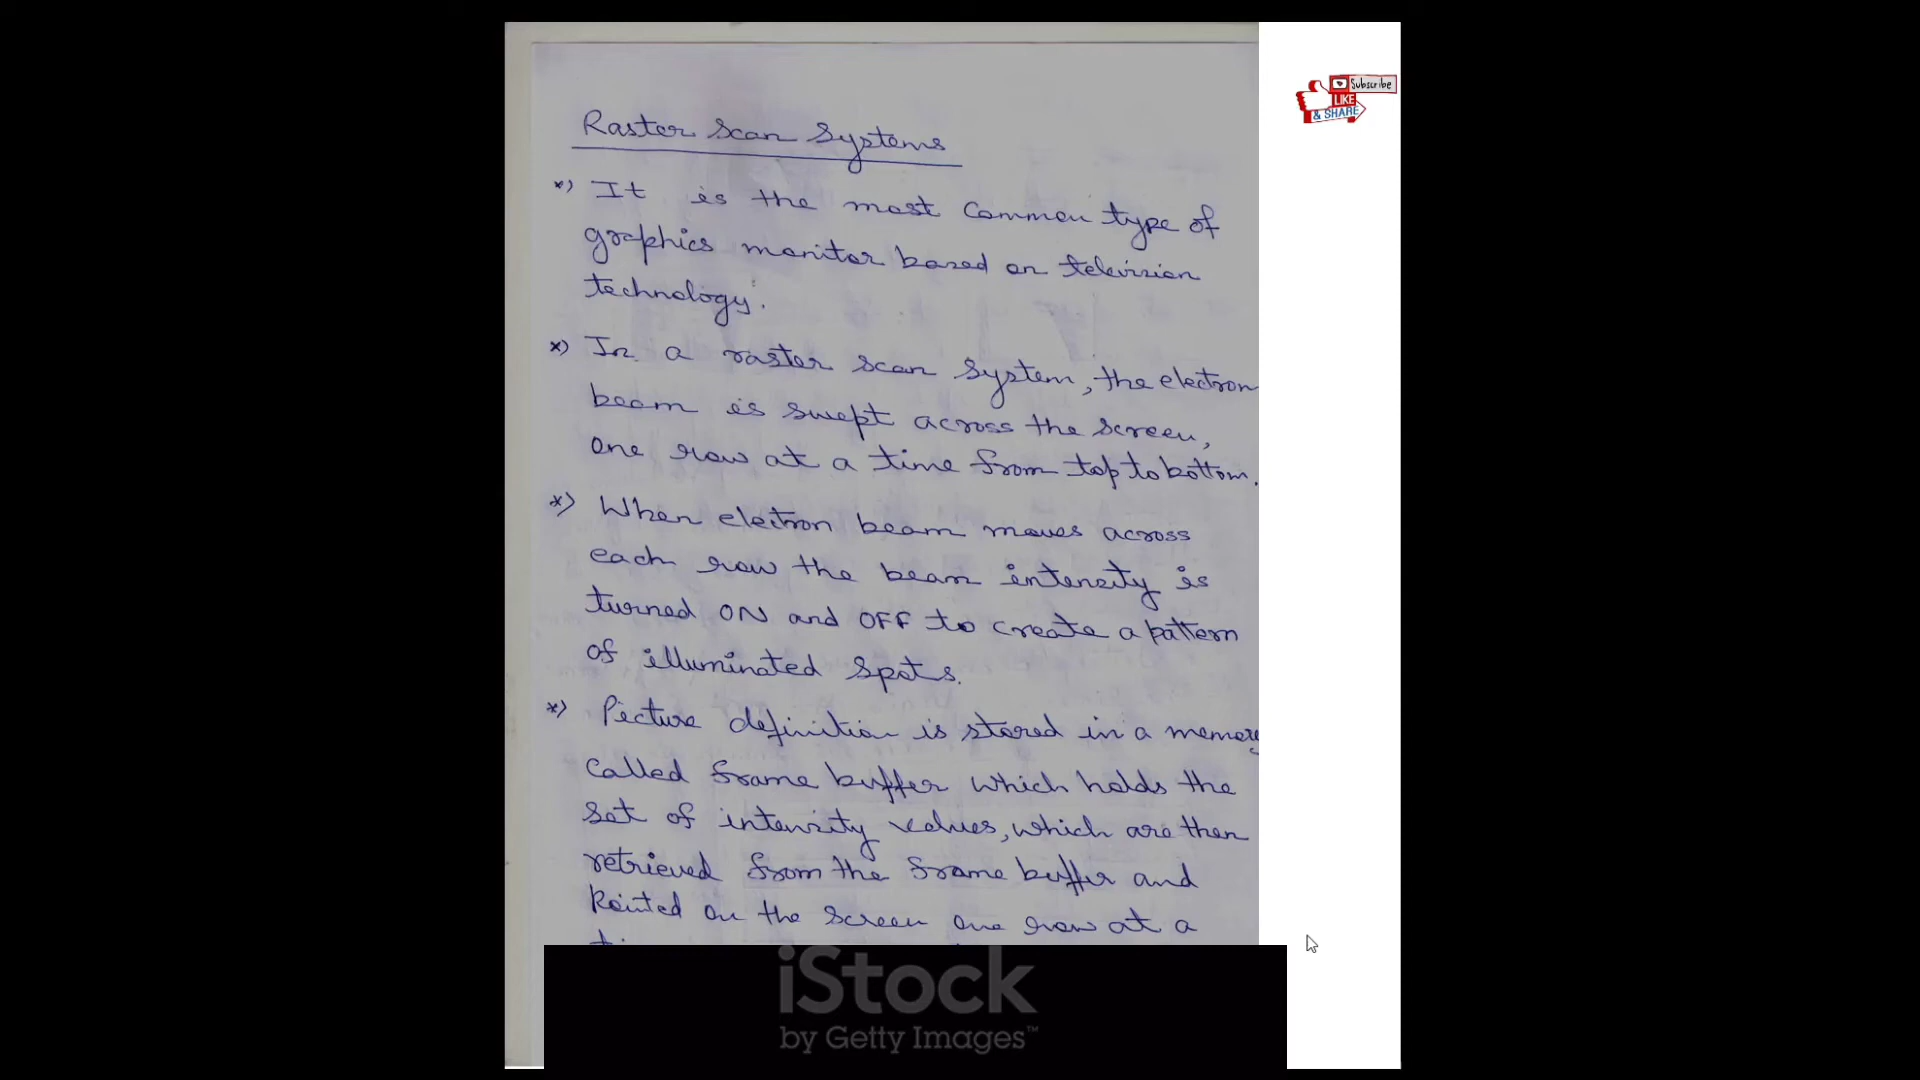 Raster Scan Systems
*) It is the most common type of
graphics monitor based on television
technology.
*) In a raster scan system, the electron
beam is swept across the screen,
one row at a time from top to bottom.
*) When electron beam moves across
each row the beam intensity is
turned ON and OFF to create a pattern
of illuminated spots.
*) Picture definition is stored in a memory
called frame buffer which holds the
set of intensity values, which are then
retrieved from the frame buffer and
Painted on the screen one row at a
Subscribe
LIKE
& SHARE
iStock
by Getty Images™